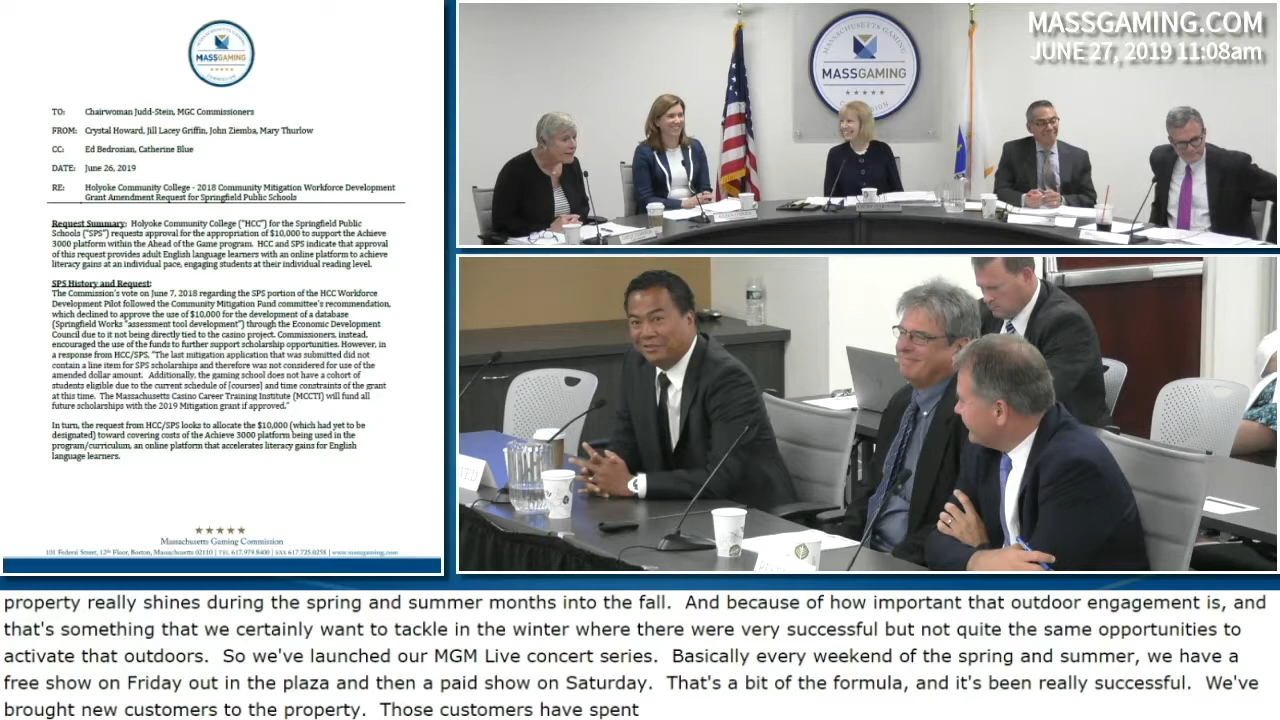 MASSGAMING
★★★★★
TO: Chairwoman Judd-Stein, MGC Commissioners
FROM: Crystal Howard, Jill Lacey Griffin, John Ziemba, Mary Thurlow
CC: Ed Bedrosian, Catherine Blue
DATE: June 26, 2019
RE: Holyoke Community College - 2018 Community Mitigation Workforce Development
Grant Amendment Request for Springfield Public Schools
Request Summary: Holyoke Community College ("HCC") for the Springfield Public
Schools ("SPS") requests approval for the appropriation of $10,000 to support the Achieve
3000 platform within the Ahead of the Game program. HCC and SPS indicate that approval
of this request provides adult English language learners with an online platform to achieve
literacy gains at an individual pace, engaging students at their individual reading level.
SPS History and Request:
The Commission's vote on June 7, 2018 regarding the SPS portion of the HCC Workforce
Development Pilot followed the Community Mitigation Fund committee's recommendation,
which declined to approve the use of $10,000 for the development of a database
(Springfield Works "assessment tool development") through the Economic Development
Council due to it not being directly tied to the casino project. Commissioners, instead,
encouraged the use of the funds to further support scholarship opportunities. However, in
a response from HCC/SPS, "The last mitigation application that was submitted did not
contain a line item for SPS scholarships and therefore was not considered for use of the
amended dollar amount. Additionally, the gaming school does not have a cohort of
students eligible due to the current schedule of [courses] and time constraints of the grant
at this time. The Massachusetts Casino Career Training Institute (MCCTI) will fund all
future scholarships with the 2019 Mitigation grant if approved."
In turn, the request from HCC/SPS looks to allocate the $10,000 (which had yet to be
designated) toward covering costs of the Achieve 3000 platform being used in the
program/curriculum, an online platform that accelerates literacy gains for English
language learners.
★★★★★
Massachusetts Gaming Commission
101 Federal Street, 12th Floor, Boston, Massachusetts 02110 | TEL 617.979.8400 | FAX 617.725.0258 | www.massgaming.com
MASSACHUSETTS GAMING
MASSGAMING
★★★★★
COMMISSION
MASSGAMING.COM
JUNE 27, 2019 11:08am
property really shines during the spring and summer months into the fall. And because of how important that outdoor engagement is, and
that's something that we certainly want to tackle in the winter where there were very successful but not quite the same opportunities to
activate that outdoors. So we've launched our MGM Live concert series. Basically every weekend of the spring and summer, we have a
free show on Friday out in the plaza and then a paid show on Saturday. That's a bit of the formula, and it's been really successful. We've
brought new customers to the property. Those customers have spent